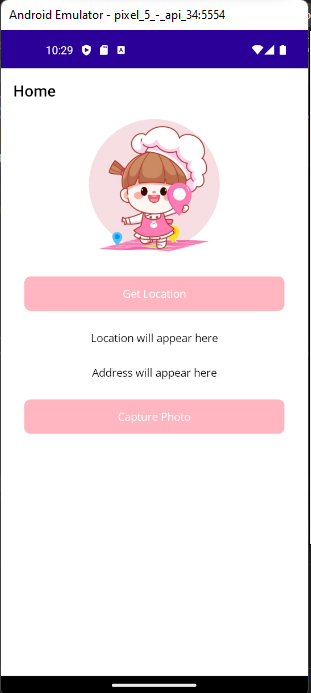 Android Emulator - pixel_5_-_api_34:5554
10:29
Home
Get Location
Location will appear here
Address will appear here
Capture Photo